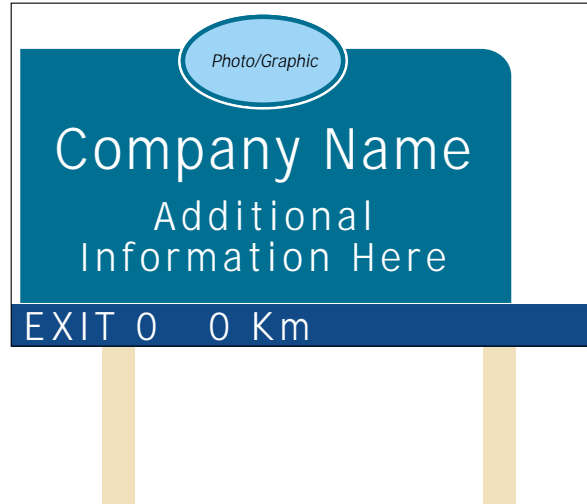 Photo/Graphic
Company Name
Additional
Information Here
EXIT 0 0 Km